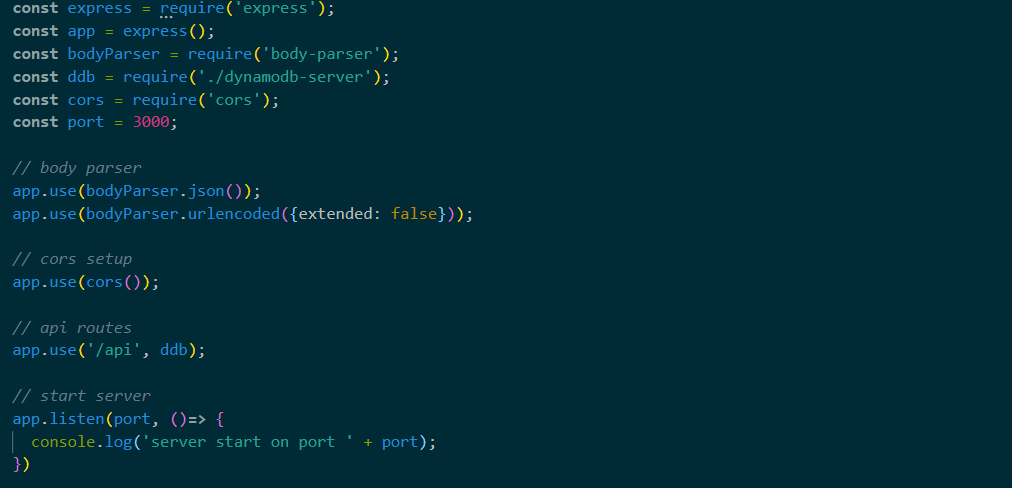 const express = require('express');
const app = express();
const bodyParser = require('body-parser');
const ddb = require('./dynamodb-server');
const cors = require('cors');
const port = 3000;

// body parser
app.use(bodyParser.json());
app.use(bodyParser.urlencoded({extended: false}));

// cors setup
app.use(cors());

// api routes
app.use('/api', ddb);

// start server
app.listen(port, ()=> {
  console.log('server start on port ' + port);
})